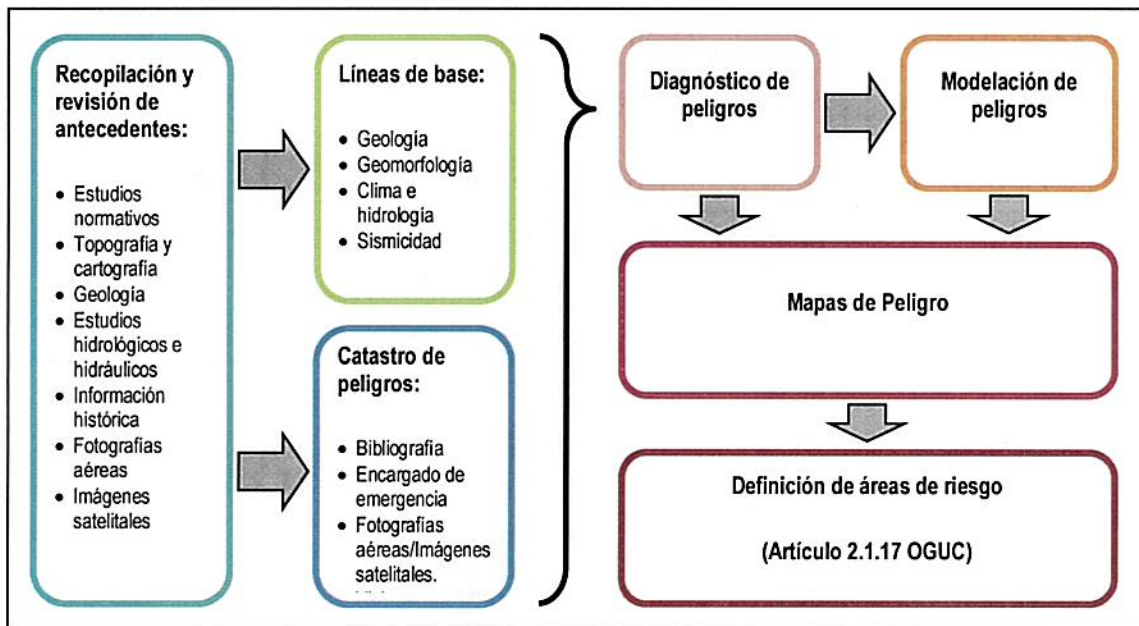 Recopilación y
revisión de
antecedentes:
• Estudios
normativos
• Topografía y
cartografía
• Geología
• Estudios
hidrológicos e
hidráulicos
• Información
histórica
• Fotografías
aéreas
• Imágenes
satelitales
Líneas de base:
• Geología
• Geomorfología
• Clima e
hidrología
• Sismicidad
Catastro de
peligros:
• Bibliografía
• Encargado de
emergencia
• Fotografías
aéreas/Imágenes
satelitales.
Diagnóstico de
peligros
Modelación de
peligros
Mapas de Peligro
Definición de áreas de riesgo
(Artículo 2.1.17 OGUC)